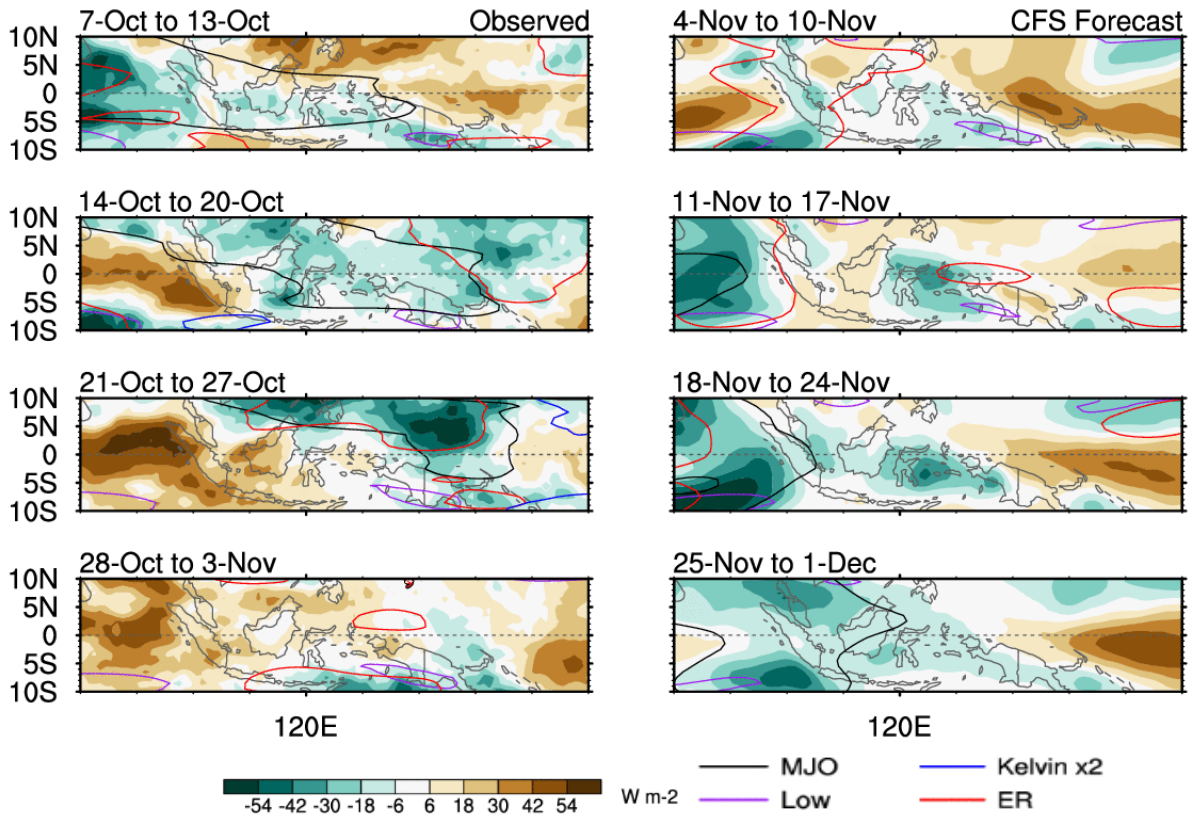 7-Oct to 13-Oct Observed
10N
5N
0
5S
10S
14-Oct to 20-Oct
10N
5N
0
5S
10S
21-Oct to 27-Oct
10N
5N
0
5S
10S
28-Oct to 3-Nov
10N
5N
0
5S
10S
120E
4-Nov to 10-Nov CFS Forecast
11-Nov to 17-Nov
18-Nov to 24-Nov
25-Nov to 1-Dec
120E
-54 -42 -30 -18 -6 6 18 30 42 54
W m-2
MJO Kelvin x2
Low ER